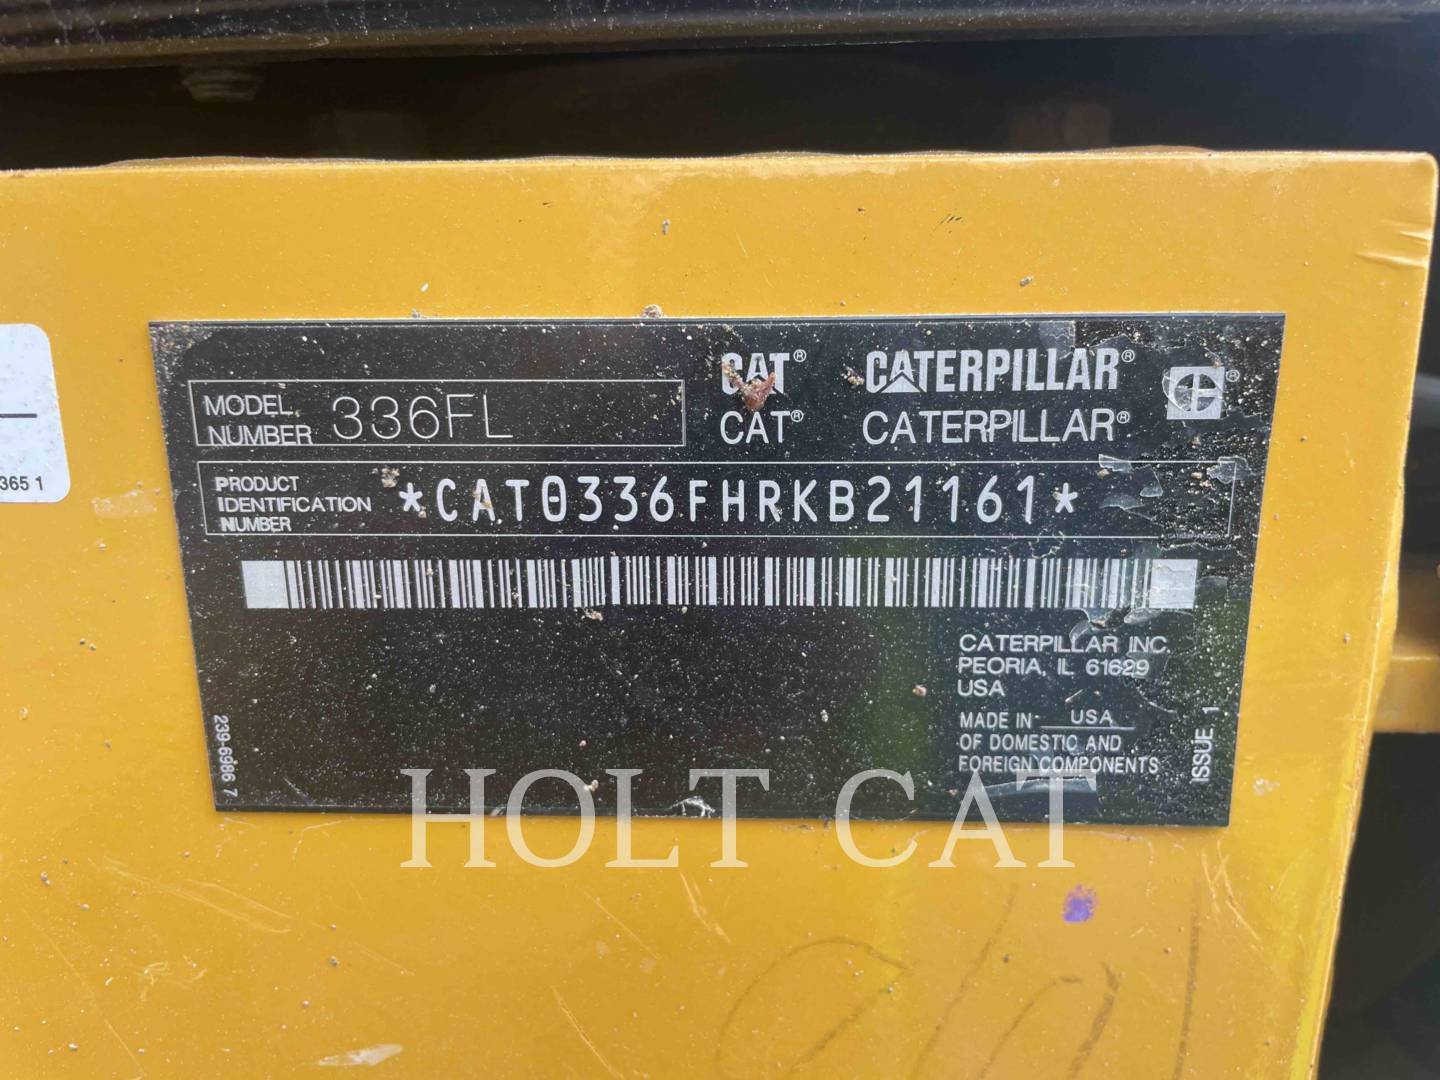 CAT® CATERPILLAR®
CAT® CATERPILLAR®
MODEL NUMBER 336FL
PRODUCT IDENTIFICATION NUMBER *CAT0336FHRKB21161*
CATERPILLAR INC.
PEORIA, IL 61629
USA
MADE IN USA
OF DOMESTIC AND
FOREIGN COMPONENTS
ISSUE 1
239-6986 7
365 1
HOLT CAT